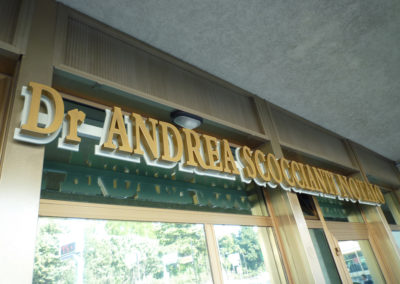 Dr ANDREA SCOCCIANTI NOTAIO